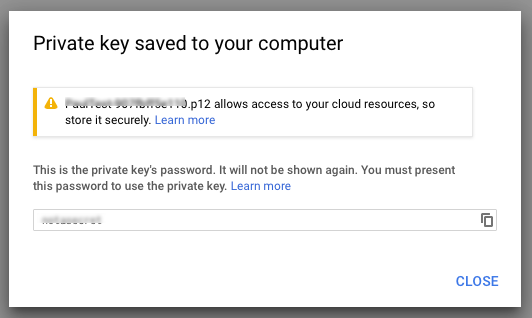 Private key saved to your computer
.p12 allows access to your cloud resources, so
store it securely. Learn more
This is the private key's password. It will not be shown again. You must present
this password to use the private key. Learn more
CLOSE